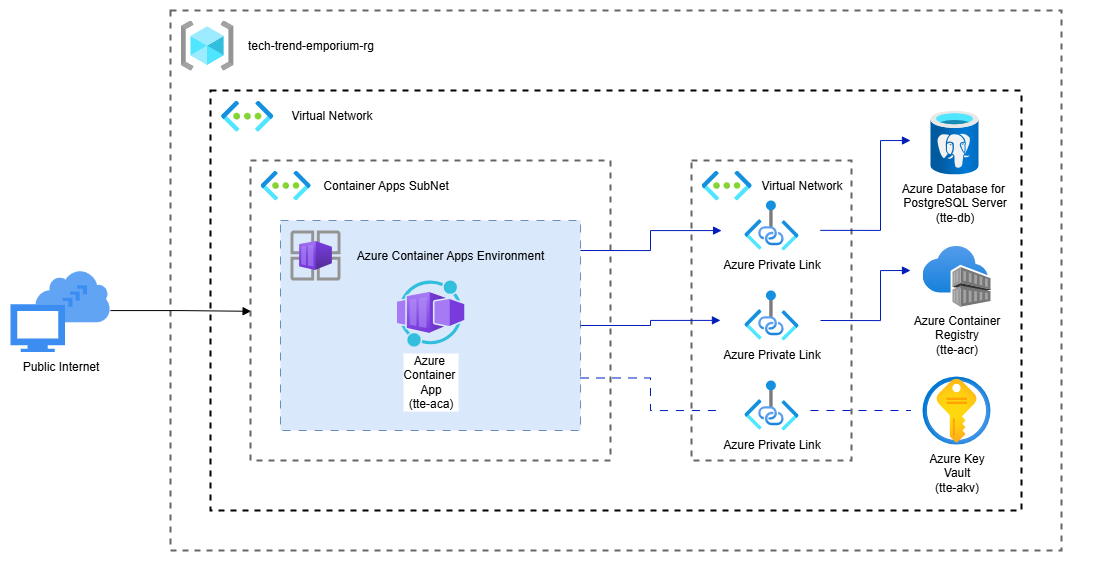 tech-trend-emporium-rg
Virtual Network
Container Apps SubNet
Virtual Network
Azure Container Apps Environment
Azure
Container
App
(tte-aca)
Public Internet
Azure Private Link
Azure Private Link
Azure Private Link
Azure Database for
PostgreSQL Server
(tte-db)
Azure Container
Registry
(tte-acr)
Azure Key
Vault
(tte-akv)